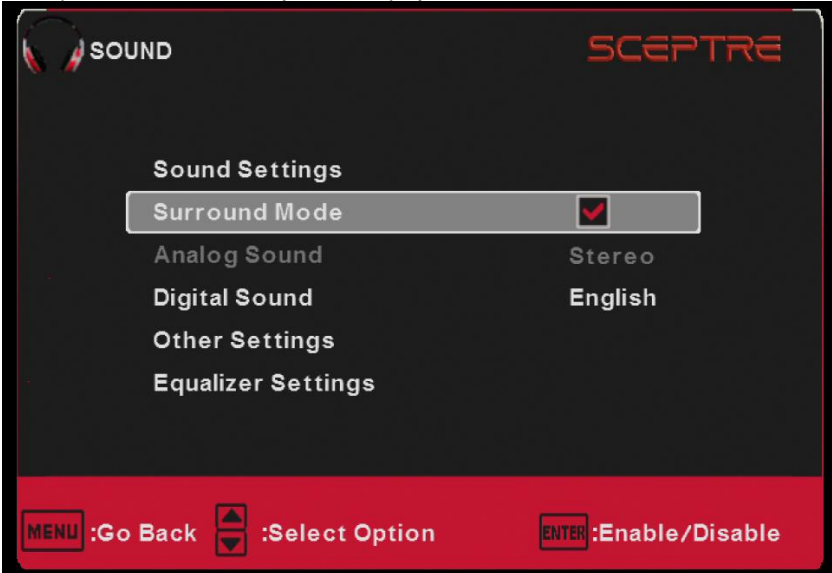 SOUND
SCEPTRE
Sound Settings
Surround Mode
Analog Sound Stereo
Digital Sound English
Other Settings
Equalizer Settings
MENU :Go Back :Select Option ENTER :Enable/Disable